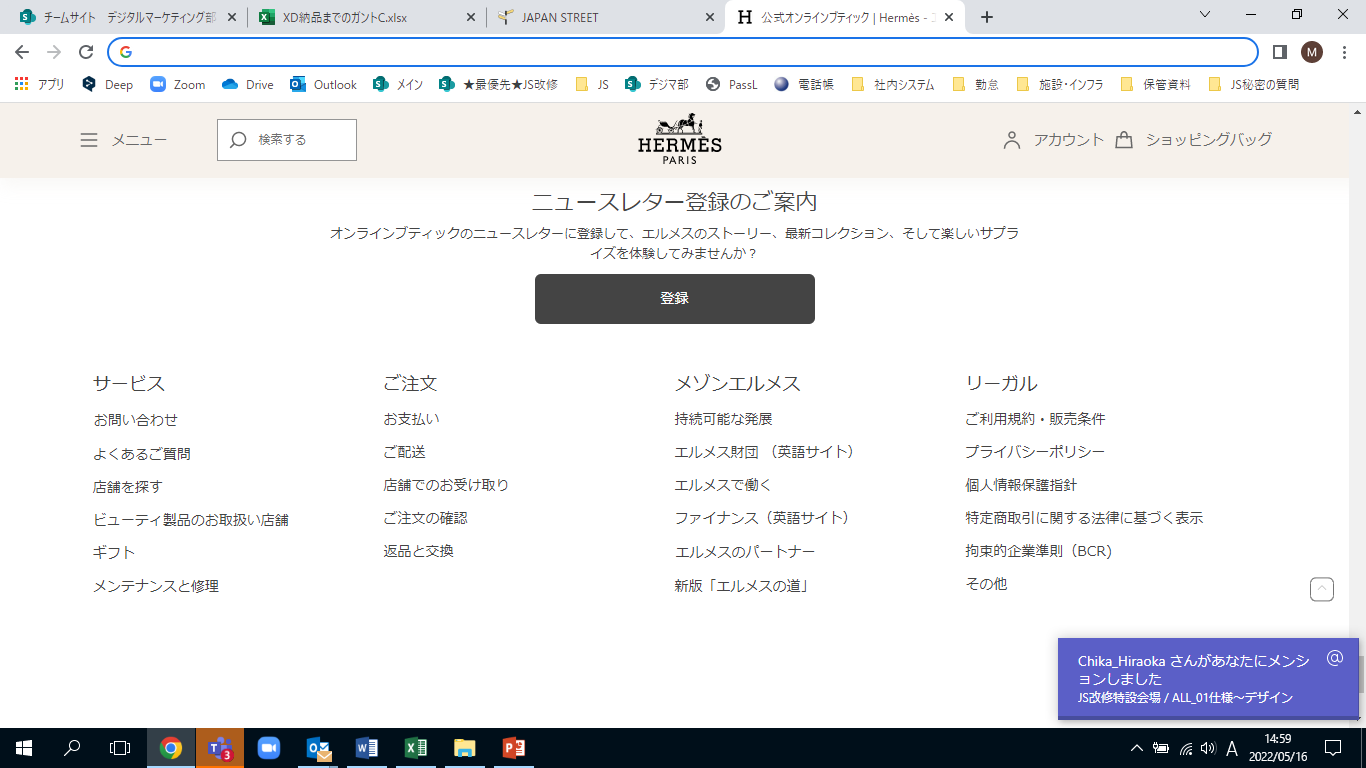 チームサイト　デジタルマーケティング部
XD納品までのガントC.xlsx
JAPAN STREET
公式オンラインブティック | Hermès -
アプリ
Deep
Zoom
Drive
Outlook
メイン
★最優先★JS改修
JS
デジマ部
PassL
電話帳
社内システム
勤怠
施設・インフラ
保管資料
JS秘密の質問
メニュー
検索する
HERMÈS
PARIS
アカウント
ショッピングバッグ
ニュースレター登録のご案内
オンラインブティックのニュースレターに登録して、エルメスのストーリー、最新コレクション、そして楽しいサプラ
イズを体験してみませんか？
登録
サービス
お問い合わせ
よくあるご質問
店舗を探す
ビューティ製品のお取扱い店舗
ギフト
メンテナンスと修理
ご注文
お支払い
ご配送
店舗でのお受け取り
ご注文の確認
返品と交換
メゾンエルメス
持続可能な発展
エルメス財団 （英語サイト）
エルメスで働く
ファイナンス（英語サイト）
エルメスのパートナー
新版「エルメスの道」
リーガル
ご利用規約・販売条件
プライバシーポリシー
個人情報保護指針
特定商取引に関する法律に基づく表示
拘束的企業準則（BCR)
その他
Chika_Hiraoka さんがあなたにメンシ
ョンしました
JS改修特設会場 / ALL_01仕様～デザイン
3
A
14:59
2022/05/16